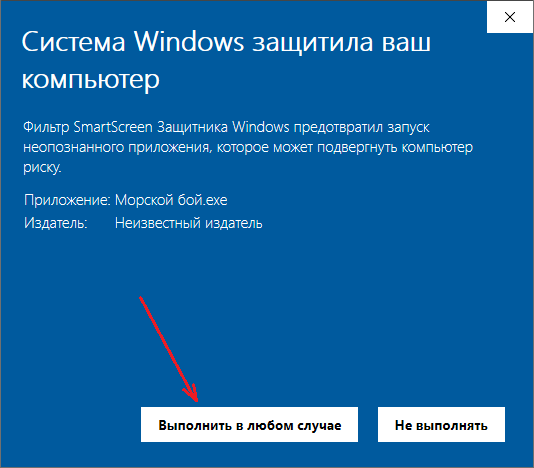 Система Windows защитила ваш
компьютер
Фильтр SmartScreen Защитника Windows предотвратил запуск
неопознанного приложения, которое может подвергнуть компьютер
риску.
Приложение: Морской бой.exe
Издатель: Неизвестный издатель
Выполнить в любом случае
Не выполнять